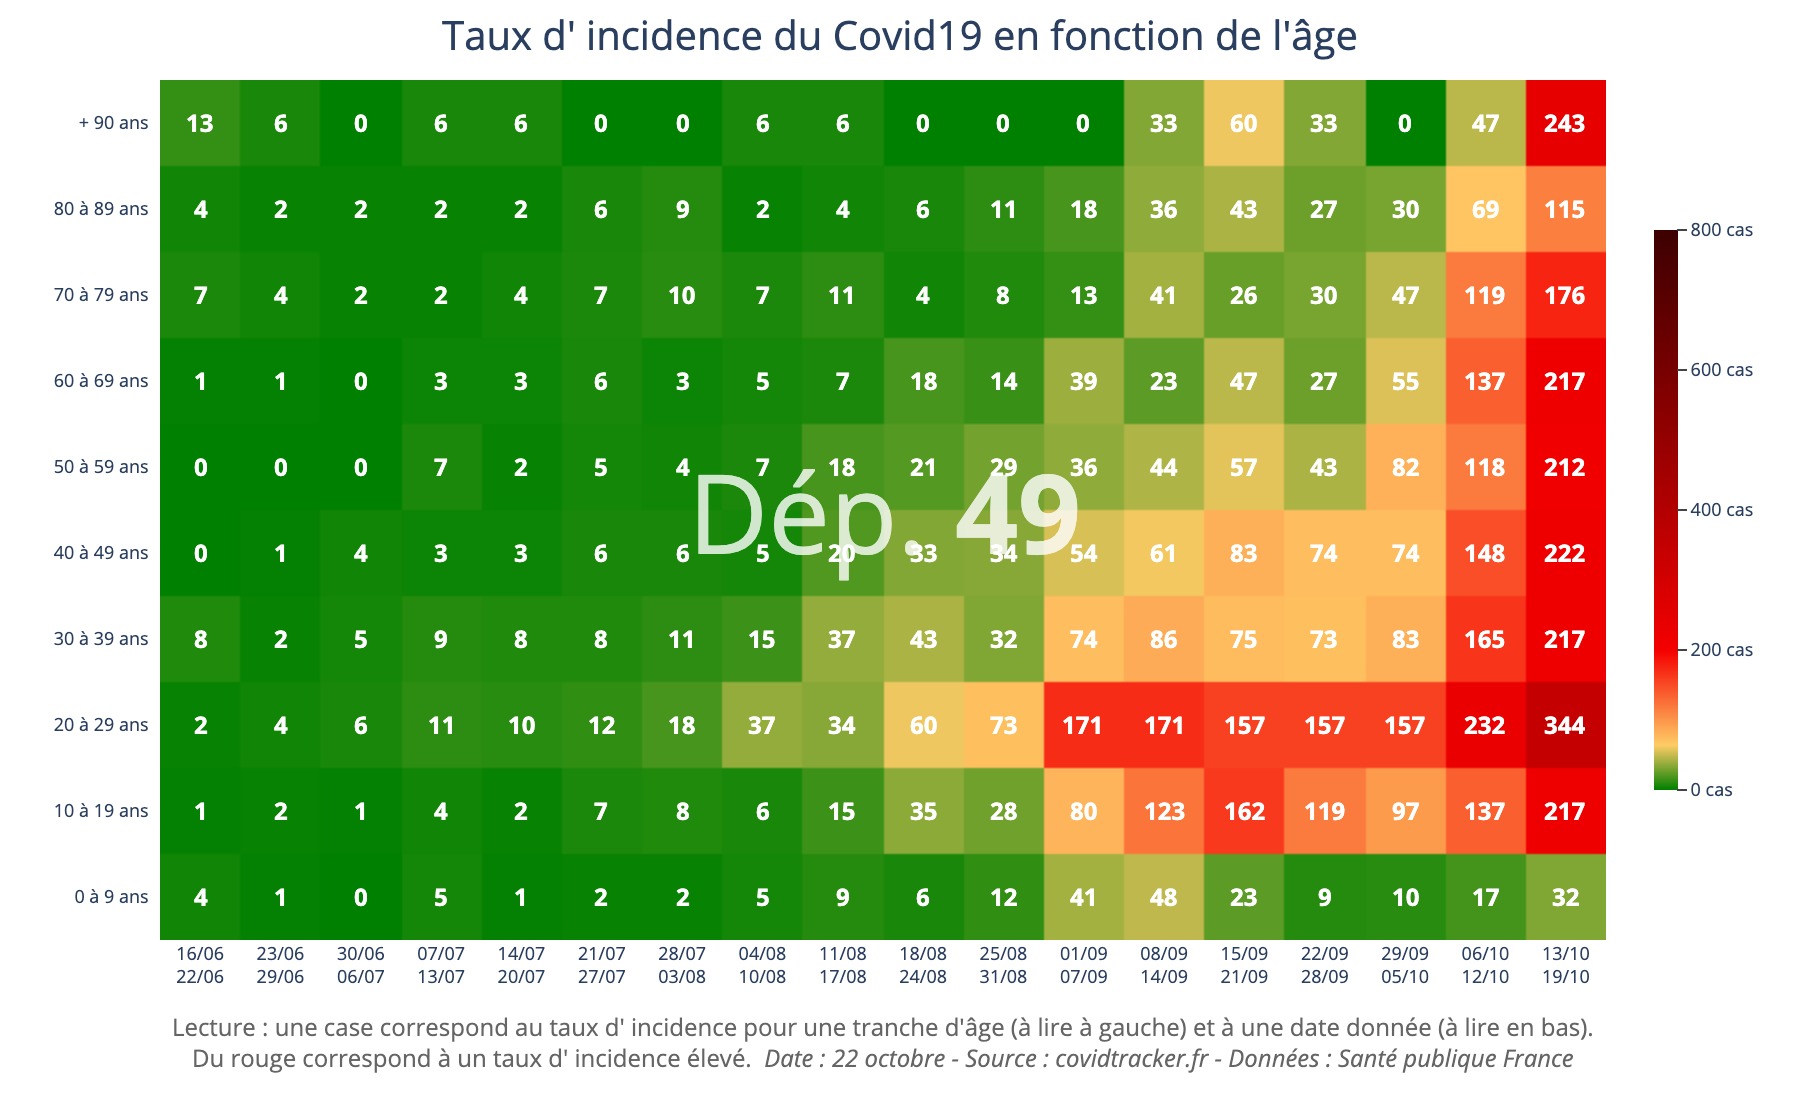 Taux d' incidence du Covid19 en fonction de l'âge
+ 90 ans 13 6 0 6 6 0 0 6 6 0 0 0 33 60 33 0 47 243
80 à 89 ans 4 2 2 2 2 6 9 2 4 6 11 18 36 43 27 30 69 115
800 cas
70 à 79 ans 7 4 2 2 4 7 10 7 11 4 8 13 41 26 30 47 119 176
60 à 69 ans 1 1 0 3 3 6 3 5 7 18 14 39 23 47 27 55 137 217
600 cas
50 à 59 ans 0 0 0 7 2 5 4 7 18 21 29 36 44 57 43 82 118 212
Dép. 49
400 cas
40 à 49 ans 0 1 4 3 3 6 6 5 20 33 34 54 61 83 74 74 148 222
30 à 39 ans 8 2 5 9 8 8 11 15 37 43 32 74 86 75 73 83 165 217
200 cas
20 à 29 ans 2 4 6 11 10 12 18 37 34 60 73 171 171 157 157 157 232 344
0 cas
10 à 19 ans 1 2 1 4 2 7 8 6 15 35 28 80 123 162 119 97 137 217
0 à 9 ans 4 1 0 5 1 2 2 5 9 6 12 41 48 23 9 10 17 32
16/06 23/06 30/06 07/07 14/07 21/07 28/07 04/08 11/08 18/08 25/08 01/09 08/09 15/09 22/09 29/09 06/10 13/10
22/06 29/06 06/07 13/07 20/07 27/07 03/08 10/08 17/08 24/08 31/08 07/09 14/09 21/09 28/09 05/10 12/10 19/10
Lecture : une case correspond au taux d' incidence pour une tranche d'âge (à lire à gauche) et à une date donnée (à lire en bas).
Du rouge correspond à un taux d' incidence élevé. Date : 22 octobre - Source : covidtracker.fr - Données : Santé publique France